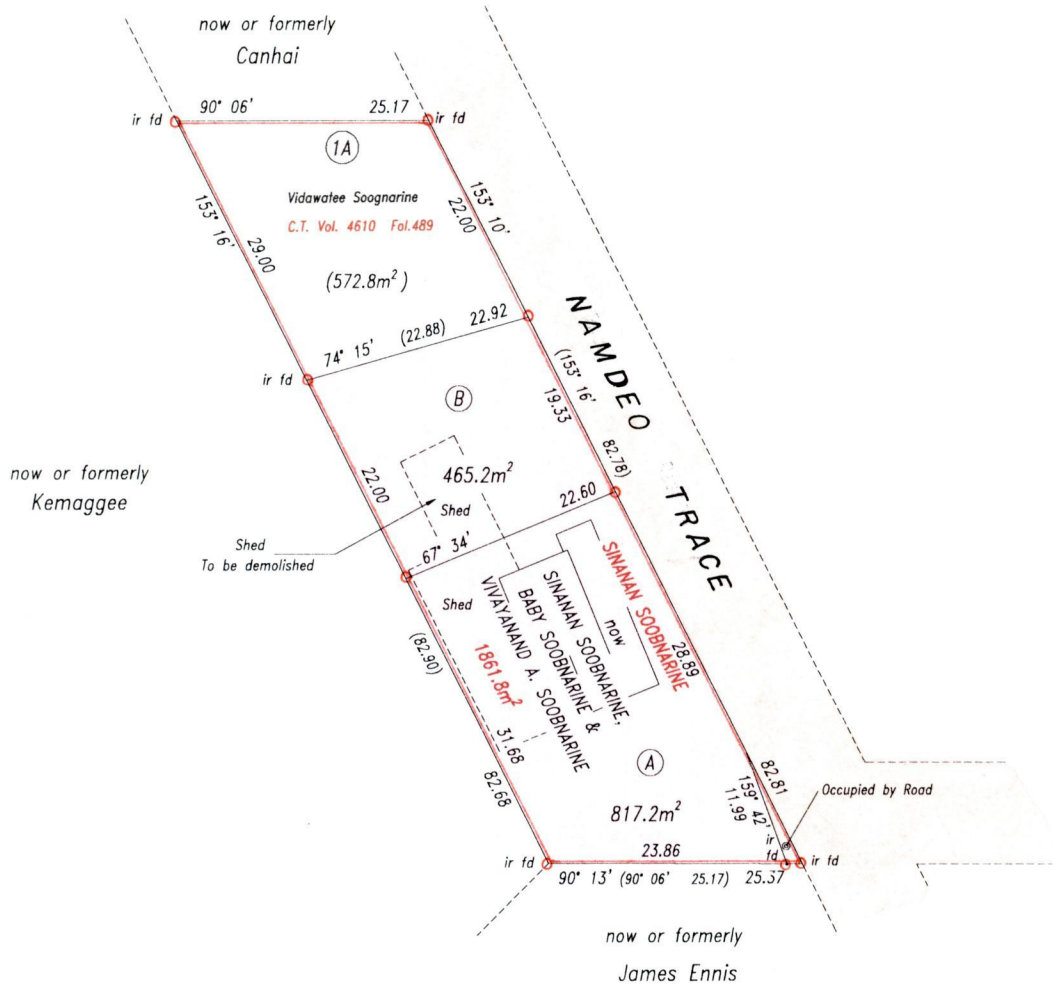 now or formerly
Canhai
90° 06' 25.17
ir fd
ir fd
1A
Vidawatee Soognarine
C.T. Vol. 4610 Fol.489
(572.8m²)
153° 16'
29.00
153° 10'
22.00
74° 15' (22.88) 22.92
ir fd
NAMDEO TRACE
(153° 16'
82.78)
19.33
B
465.2m²
Shed
22.00
now or formerly
Kemaggee
Shed
To be demolished
67° 34' 22.60
Shed
1861.8m²
(82.90)
31.68
82.68
VIVAYANAND A. SOOBNARINE
BABY SOOBNARINE &
SINANAN SOOBNARINE,
now
SINANAN SOOBNARINE
28.89
82.81
159° 42'
11.99
Occupied by Road
A
817.2m²
23.86
ir
fd
ir fd
ir fd
90° 13' (90° 06' 25.17) 25.37
now or formerly
James Ennis